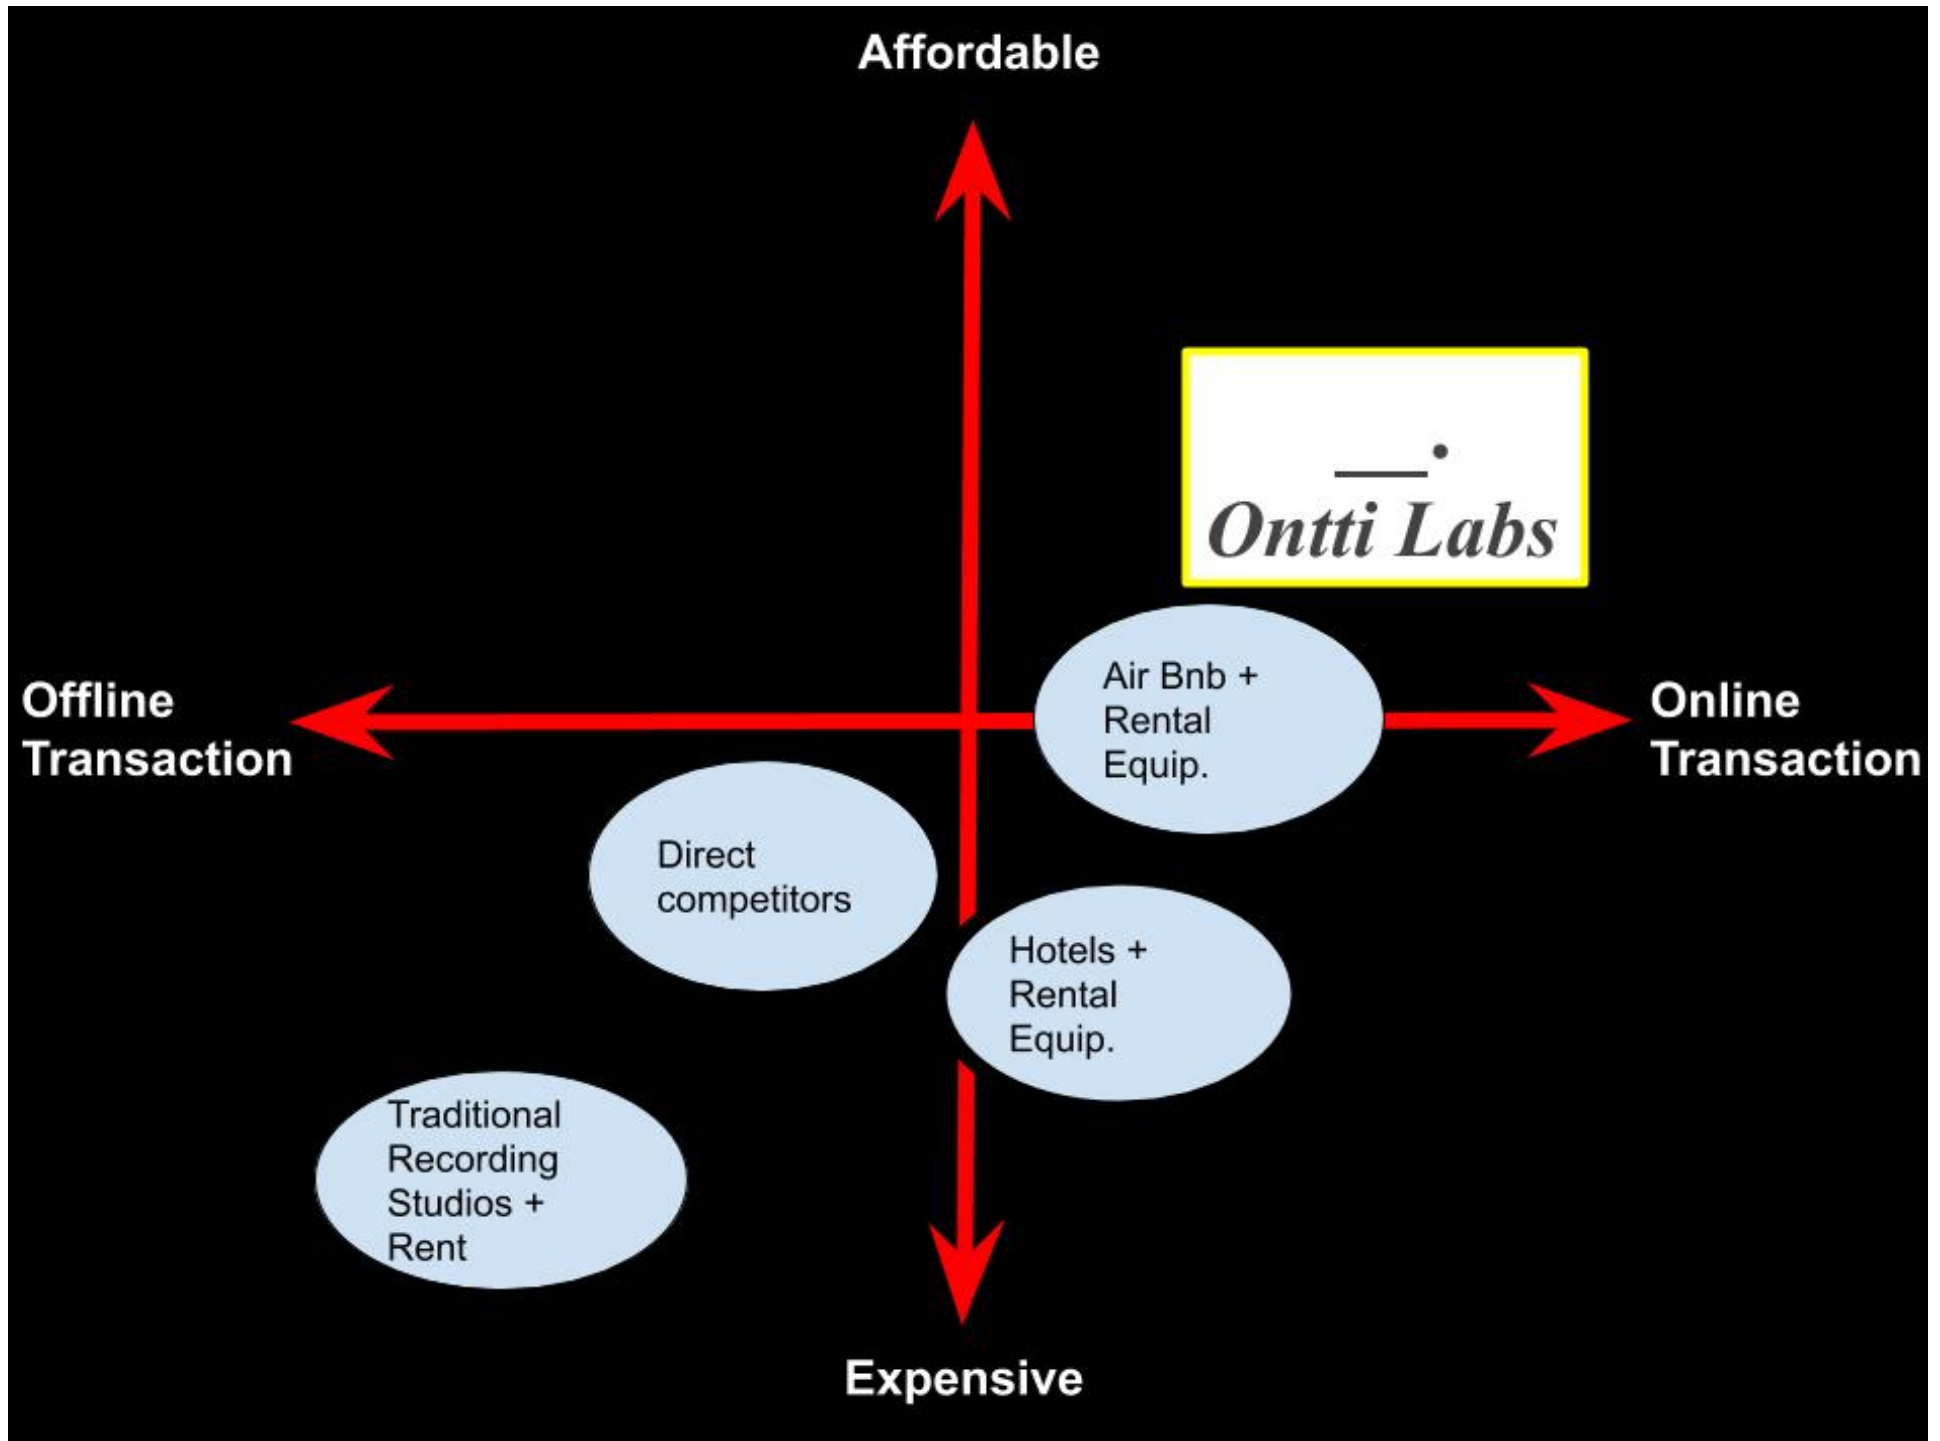 Affordable
__.
Ontti Labs
Offline
Transaction
Air Bnb +
Rental
Equip.
Online
Transaction
Direct
competitors
Hotels +
Rental
Equip.
Traditional
Recording
Studios +
Rent
Expensive